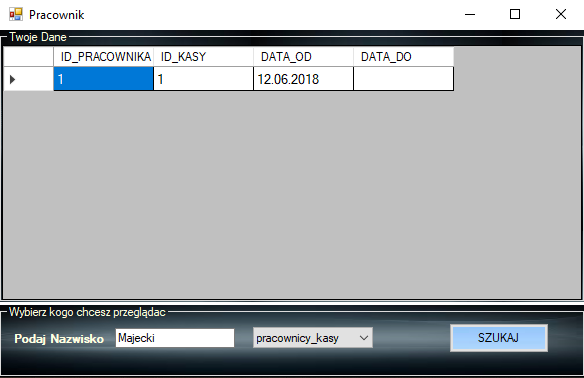 Pracownik
Twoje Dane
ID_PRACOWNIKA ID_KASY DATA_OD DATA_DO
1 1 12.06.2018
Wybierz kogo chcesz przeglądac
Podaj Nazwisko Majecki pracownicy_kasy SZUKAJ